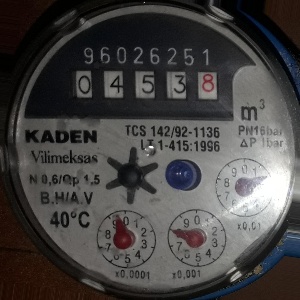 96026251
04538
m³
KADEN
TCS 142/92-1136
PN16bar
1-415:1996
ΔP 1bar
Vilimeksas
N 0,6/Qp 1,5
B.H/A.V
40°C
x0,01
x0,0001
x0,001